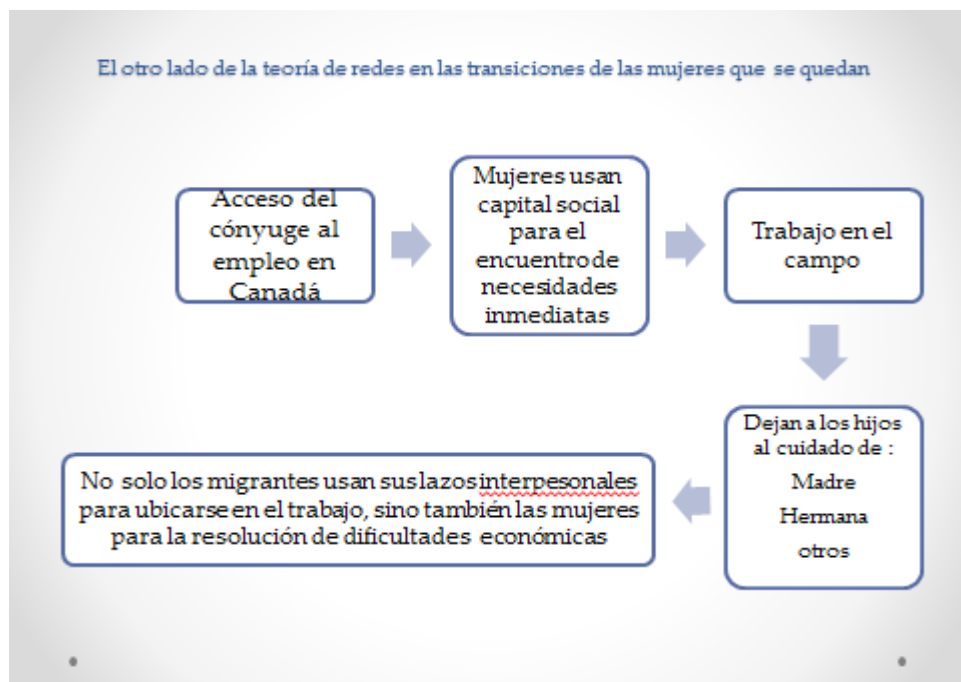 El otro lado de la teoría de redes en las transiciones de las mujeres que se quedan
Acceso del
cónyuge al
empleo en
Canadá
Mujeres usan
capital social
para el
encuentro de
necesidades
inmediatas
Trabajo en el
campo
Dejan a los hijos
al cuidado de :
Madre
Hermana
otros
No solo los migrantes usan sus lazos interpesonales
para ubicarse en el trabajo, sino también las mujeres
para la resolución de dificultades económicas